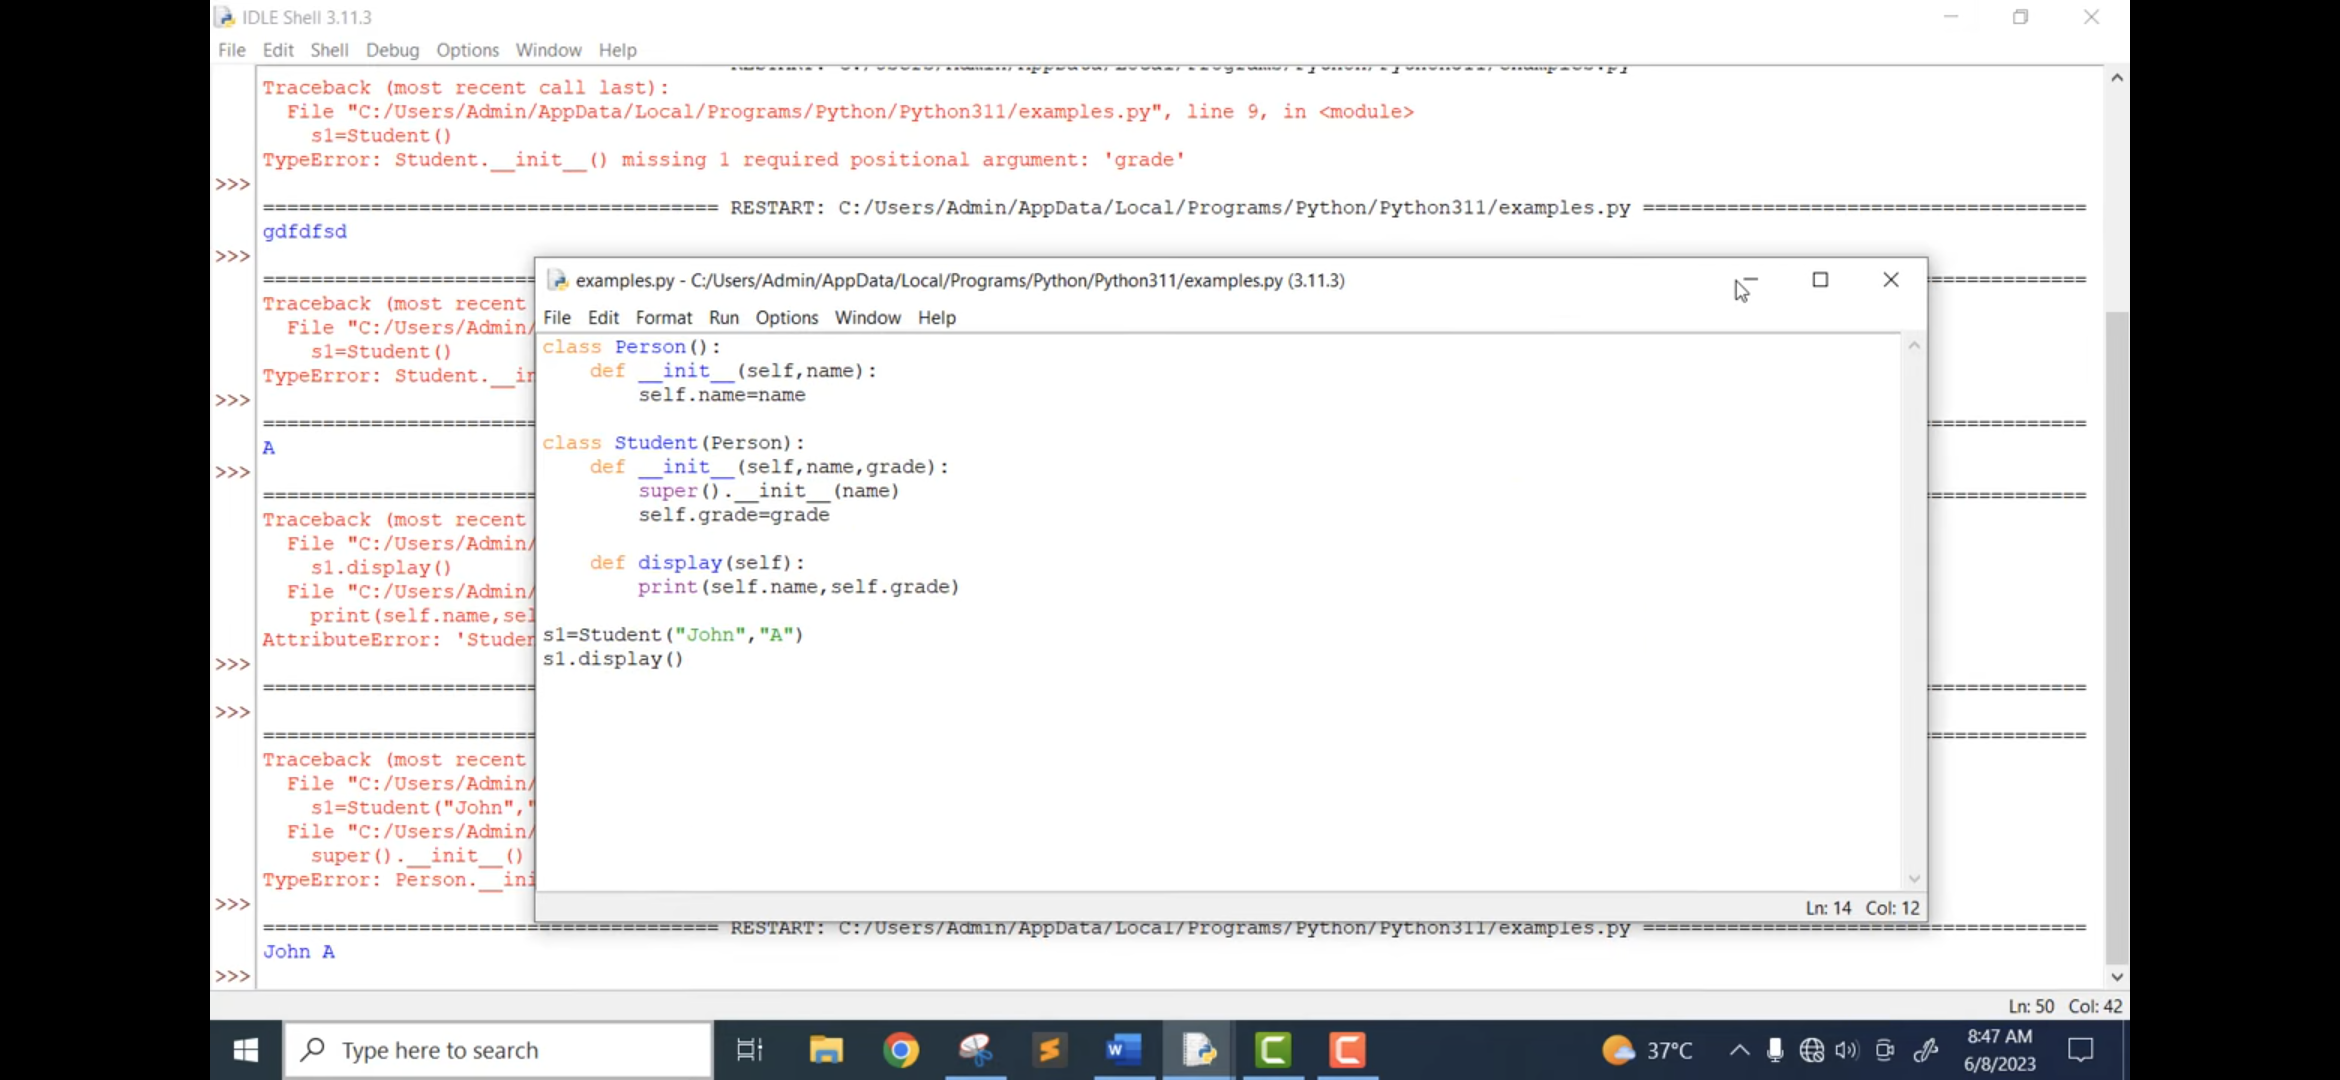 IDLE Shell 3.11.3
File Edit Shell Debug Options Window Help
Traceback (most recent call last):
File "C:/Users/Admin/AppData/Local/Programs/Python/Python311/examples.py", line 9, in <module>
s1=Student()
TypeError: Student.__init__() missing 1 required positional argument: 'grade'
>>>
====================================== RESTART: C:/Users/Admin/AppData/Local/Programs/Python/Python311/examples.py =====================================
gdfdfsd
>>>
Traceback (most recent
File "C:/Users/Admin/
s1=Student()
TypeError: Student.__in
>>>
A
>>>
Traceback (most recent
File "C:/Users/Admin/
s1.display()
File "C:/Users/Admin/
print(self.name,sel
AttributeError: 'Studen
>>>
>>>
Traceback (most recent
File "C:/Users/Admin/
s1=Student("John","
File "C:/Users/Admin/
super().__init__()
TypeError: Person.__ini
>>>
examples.py - C:/Users/Admin/AppData/Local/Programs/Python/Python311/examples.py (3.11.3)
File Edit Format Run Options Window Help
class Person():
def __init__(self,name):
self.name=name
class Student(Person):
def __init__(self,name,grade):
super().__init__(name)
self.grade=grade
def display(self):
print(self.name,self.grade)
s1=Student("John","A")
s1.display()
Ln: 14 Col: 12
====================================== RESTART: C:/Users/Admin/AppData/Local/Programs/Python/Python311/examples.py =====================================
John A
>>>
Ln: 50 Col: 42
Type here to search
37°C
8:47 AM
6/8/2023